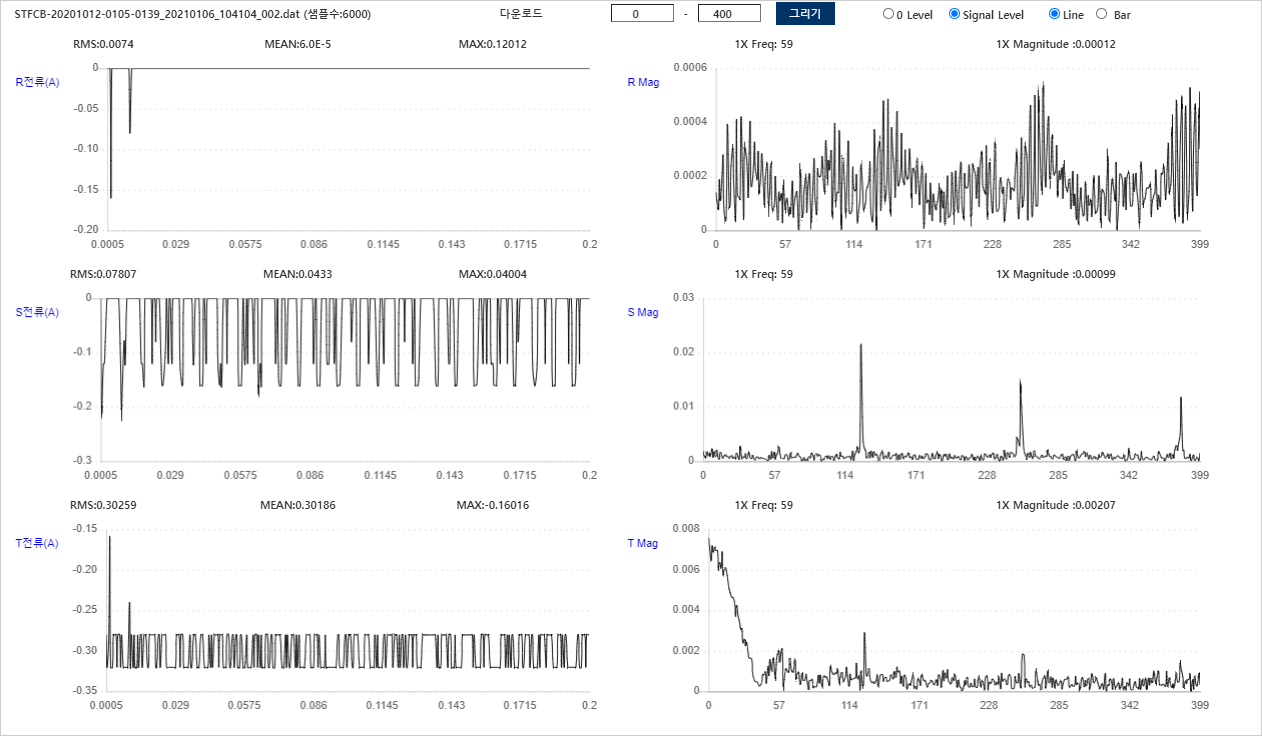 STFCB-20201012-0105-0139_20210106_104104_002.dat (샘플수:6000) 다운로드 0 - 400 그리기 0 Level Signal Level Line Bar
RMS:0.0074 MEAN:6.0E-5 MAX:0.12012 1X Freq: 59 1X Magnitude :0.00012
R전류(A)
0
-0.05
-0.10
-0.15
-0.20
0.0005 0.029 0.0575 0.086 0.1145 0.143 0.1715 0.2
R Mag
0.0006
0.0004
0.0002
0
0 57 114 171 228 285 342 399
RMS:0.07807 MEAN:0.0433 MAX:0.04004 1X Freq: 59 1X Magnitude :0.00099
S전류(A)
0
-0.1
-0.2
-0.3
0.0005 0.029 0.0575 0.086 0.1145 0.143 0.1715 0.2
S Mag
0.03
0.02
0.01
0
0 57 114 171 228 285 342 399
RMS:0.30259 MEAN:0.30186 MAX:-0.16016 1X Freq: 59 1X Magnitude :0.00207
T전류(A)
-0.15
-0.20
-0.25
-0.30
-0.35
0.0005 0.029 0.0575 0.086 0.1145 0.143 0.1715 0.2
T Mag
0.008
0.006
0.004
0.002
0
0 57 114 171 228 285 342 399